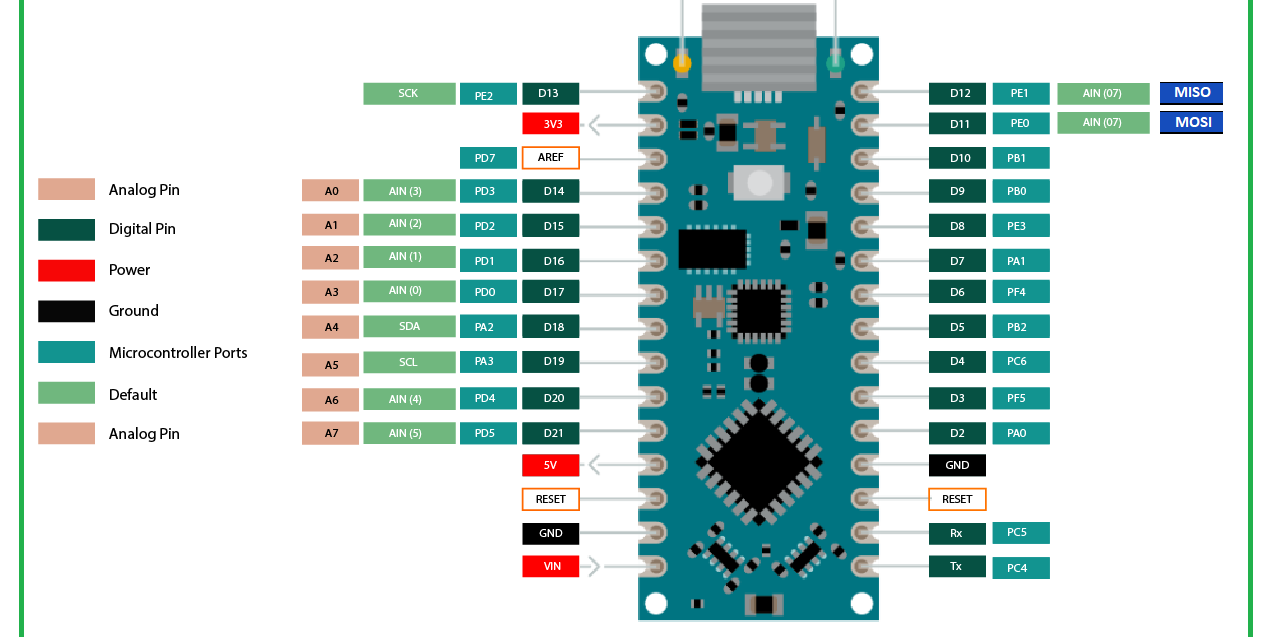 SCK PE2 D13 D12 PE1 AIN (07) MISO
3V3 D11 PE0 AIN (07) MOSI
PD7 AREF D10 PB1
Analog Pin A0 AIN (3) PD3 D14 D9 PB0
Digital Pin A1 AIN (2) PD2 D15 D8 PE3
Power A2 AIN (1) PD1 D16 D7 PA1
Ground A3 AIN (0) PD0 D17 D6 PF4
Microcontroller Ports A4 SDA PA2 D18 D5 PB2
Default A5 SCL PA3 D19 D4 PC6
Analog Pin A6 AIN (4) PD4 D20 D3 PF5
A7 AIN (5) PD5 D21 D2 PA0
5V GND
RESET RESET
GND Rx PC5
VIN Tx PC4